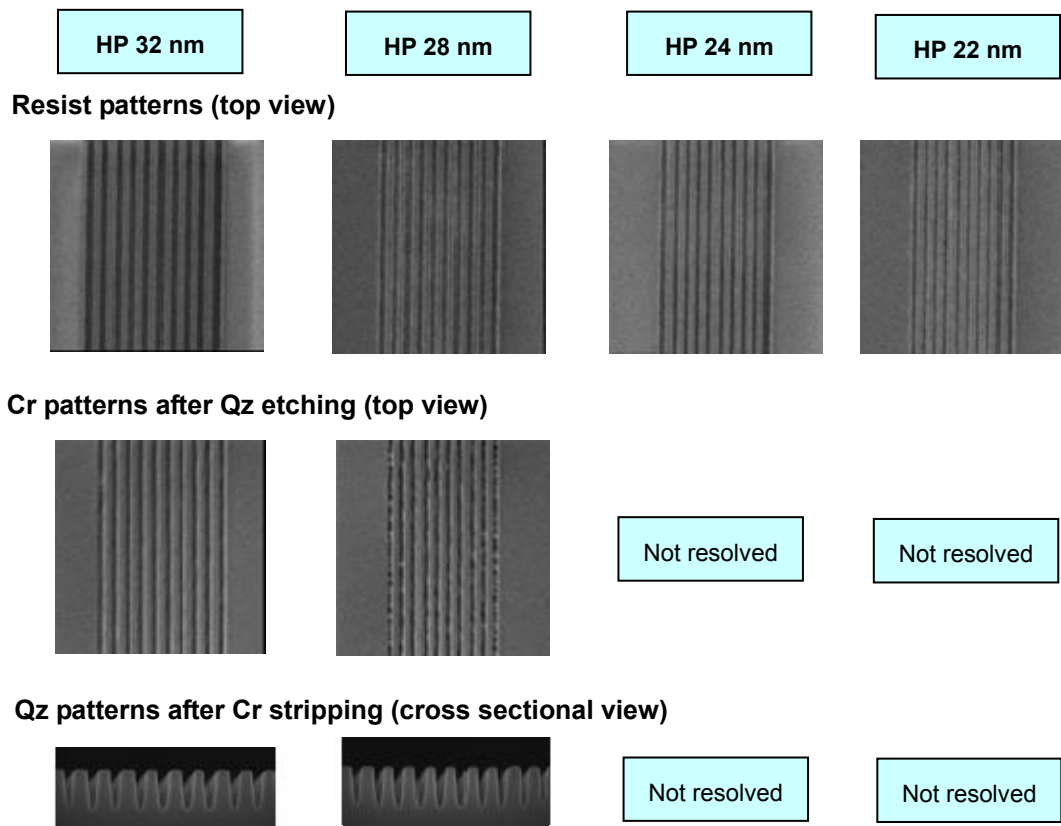 HP 32 nm
HP 28 nm
HP 24 nm
HP 22 nm
Resist patterns (top view)
Cr patterns after Qz etching (top view)
Not resolved
Not resolved
Qz patterns after Cr stripping (cross sectional view)
Not resolved
Not resolved